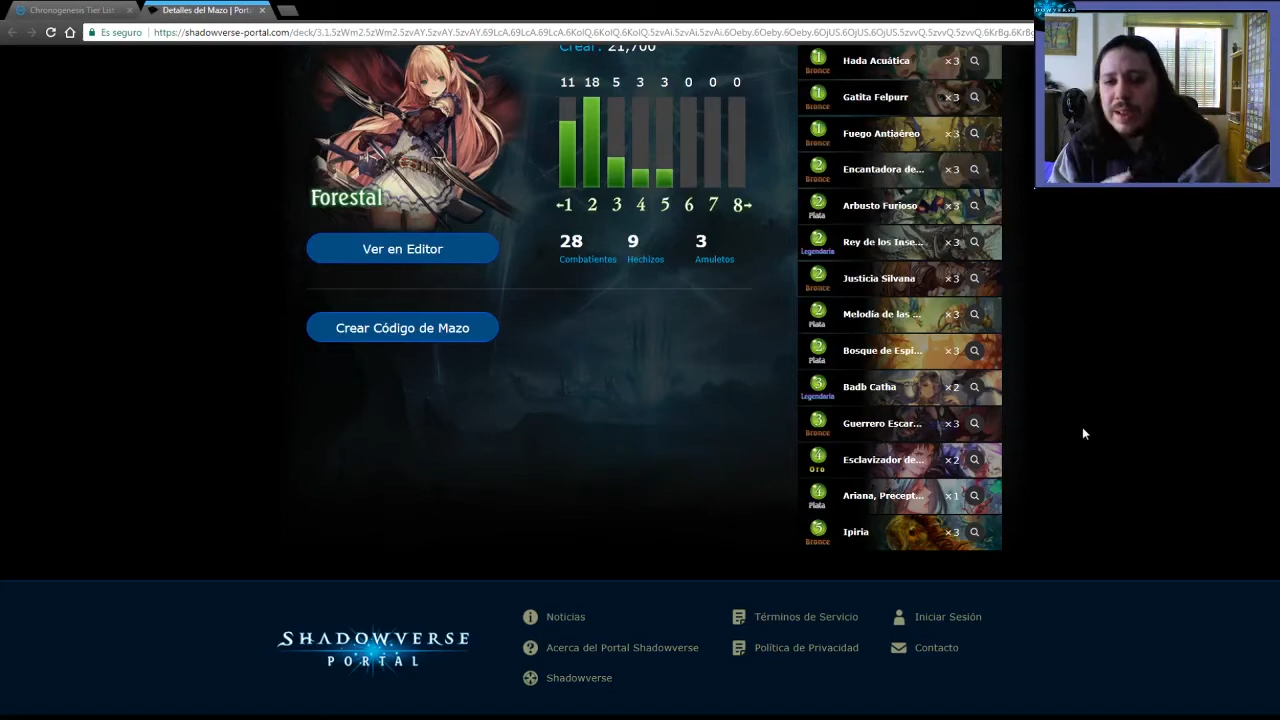 Chronogenesis Tier List
Detalles del Mazo | Port
Es seguro
https://shadowverse-portal.com/deck/3.1.5zWm2.5zWm2.5zvAY.5zvAY.5zvAY.69LcA.69LcA.69LcA.6KolQ.6KolQ.6KolQ.5zvAi.5zvAi.5zvAi.6Oeby.6Oeby.6Oeby.6OjUS.6OjUS.6OjUS.5zvvQ.5zvvQ.5zvvQ.6KrBg.6KrBg.6KrBg
Crear: 21,700
11 18 5 3 3 0 0 0
←1 2 3 4 5 6 7 8→
Forestal
28 9 3
Combatientes Hechizos Amuletos
Ver en Editor
Crear Código de Mazo
1 Bronce Hada Acuática ×3
1 Bronce Gatita Felpurr ×3
1 Bronce Fuego Antiaéreo ×3
2 Bronce Encantadora de... ×3
2 Plata Arbusto Furioso ×3
2 Legendaria Rey de los Inse... ×3
2 Bronce Justicia Silvana ×3
2 Plata Melodía de las ... ×3
2 Plata Bosque de Espi... ×3
3 Legendaria Badb Catha ×2
3 Bronce Guerrero Escar... ×3
4 Oro Esclavizador de... ×2
4 Plata Ariana, Precept... ×1
5 Bronce Ipiria ×3
SHADOWVERSE
PORTAL
Noticias
Acerca del Portal Shadowverse
Shadowverse
Términos de Servicio
Política de Privacidad
Iniciar Sesión
Contacto